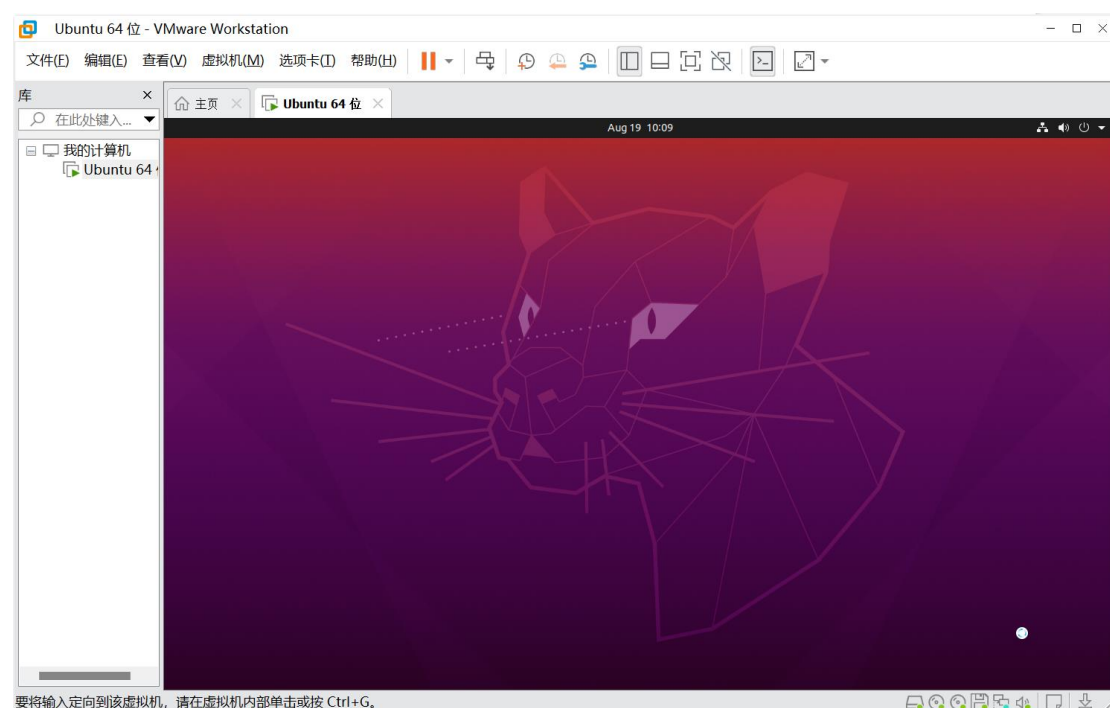 Ubuntu 64 位 - VMware Workstation
文件(F) 编辑(E) 查看(V) 虚拟机(M) 选项卡(T) 帮助(H)
库
主页 Ubuntu 64 位
在此处键入...
Aug 19 10:09
我的计算机
Ubuntu 64
要将输入定向到该虚拟机，请在虚拟机内部单击或按 Ctrl+G。